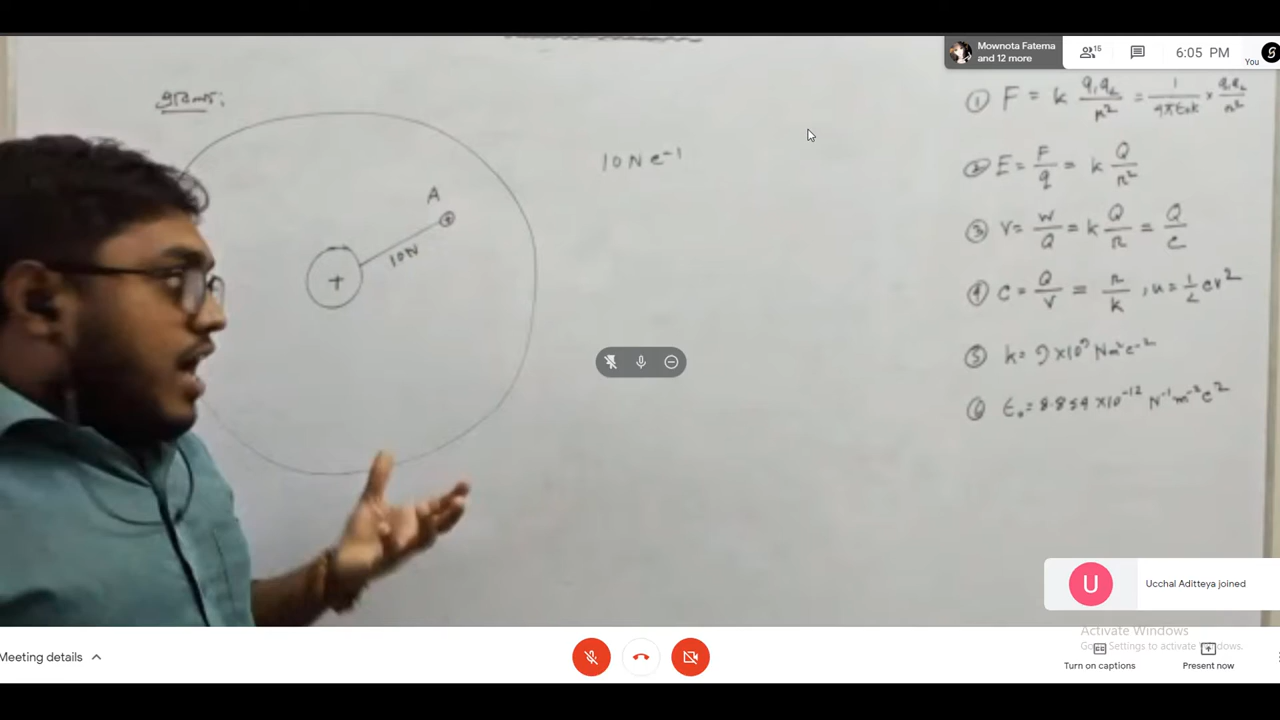 Mownota Fatema
and 12 more
15
6:05 PM
You
10 N C⁻¹
A
10N
+
① F = k q₁q₂/r² = 1/4πε₀k × q₁q₂/r²
② E = F/q = k Q/r²
③ V = W/Q = k Q/r = Q/C
④ C = Q/V = r/k , u = 1/2 CV²
⑤ k = 9×10⁹ Nm²C⁻²
⑥ ε₀ = 8.854 ×10⁻¹² N⁻¹m⁻²C²
U
Ucchal Aditteya joined
Activate Windows
Go to Settings to activate Windows.
Meeting details
Turn on captions
Present now